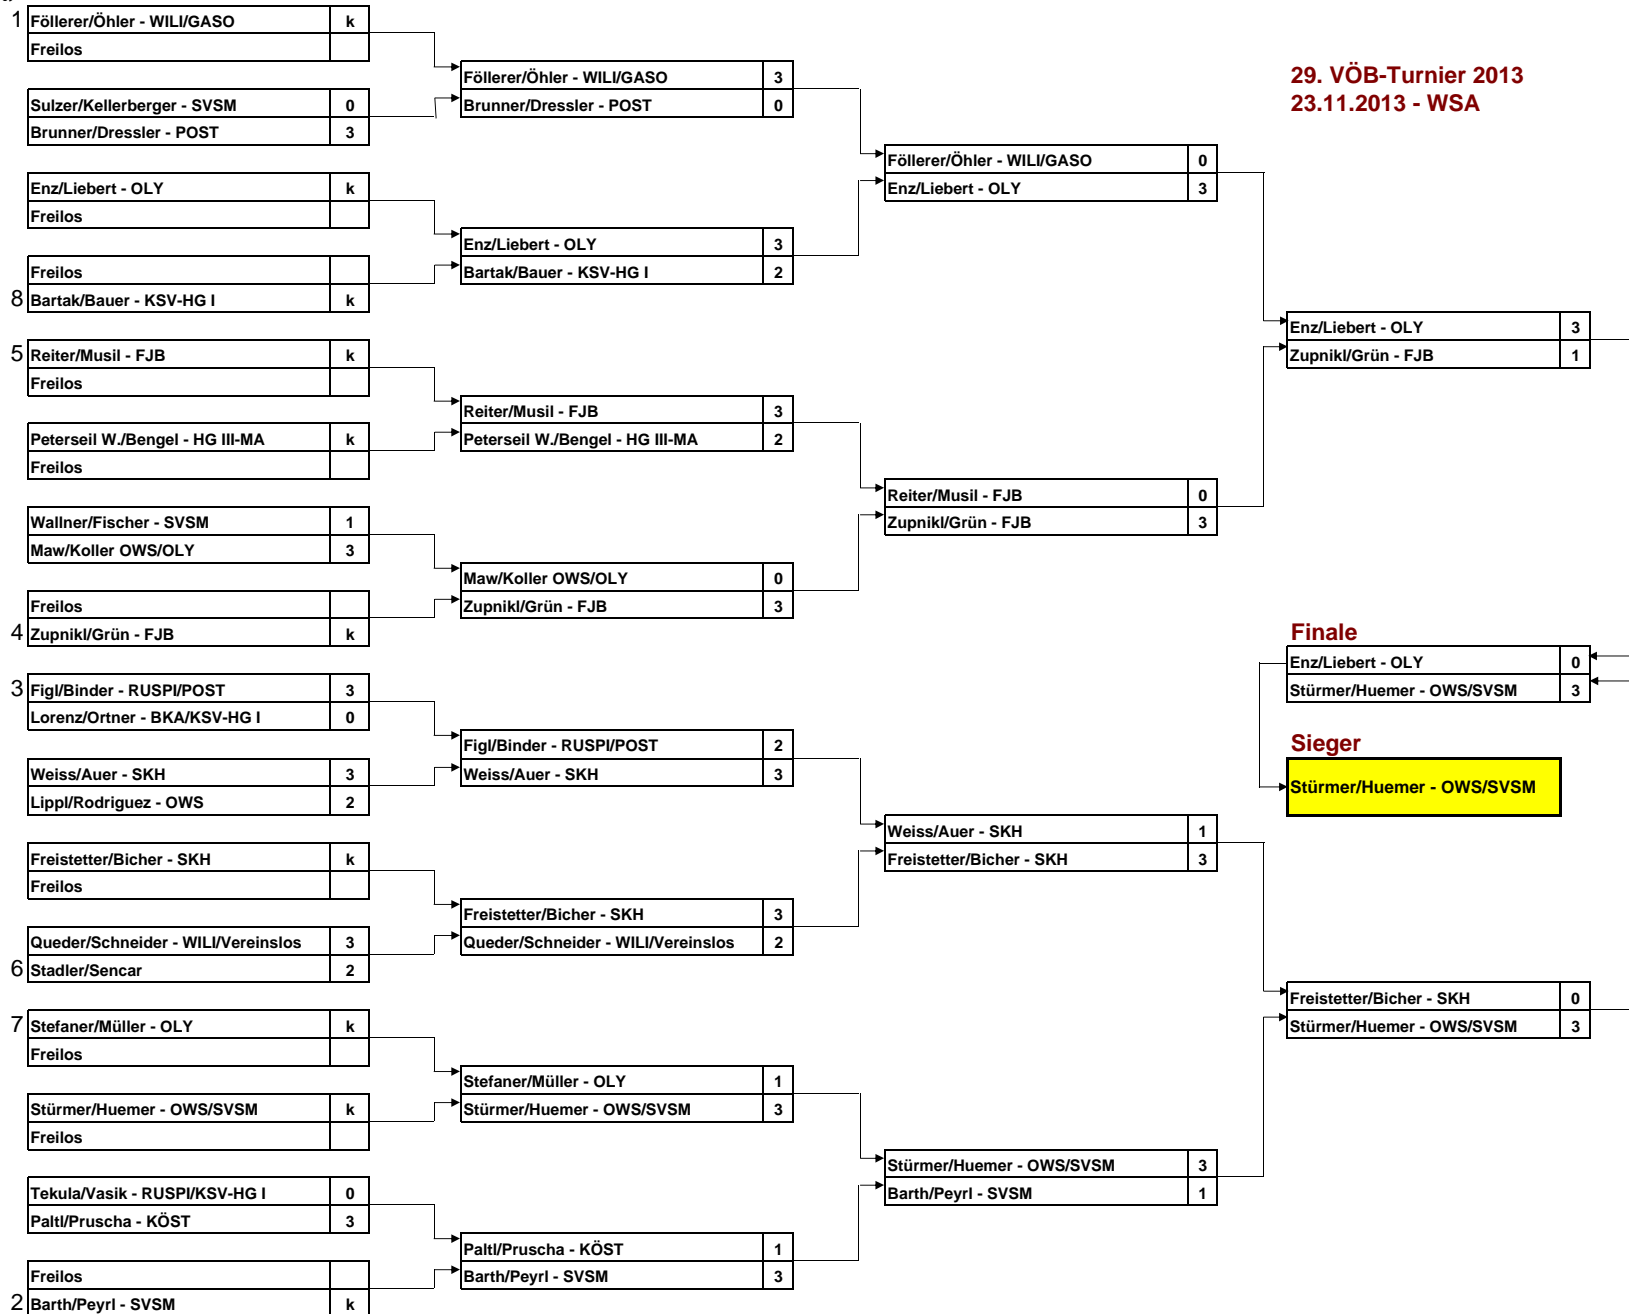 1 Föllerer/Öhler - WILI/GASO k
Freilos
Sulzer/Kellerberger - SVSM 0
Brunner/Dressler - POST 3
Enz/Liebert - OLY k
Freilos
Freilos
8 Bartak/Bauer - KSV-HG I k
5 Reiter/Musil - FJB k
Freilos
Peterseil W./Bengel - HG III-MA k
Freilos
Wallner/Fischer - SVSM 1
Maw/Koller OWS/OLY 3
Freilos
4 Zupnikl/Grün - FJB k
3 Figl/Binder - RUSPI/POST 3
Lorenz/Ortner - BKA/KSV-HG I 0
Weiss/Auer - SKH 3
Lippl/Rodriguez - OWS 2
Freistetter/Bicher - SKH k
Freilos
Queder/Schneider - WILI/Vereinslos 3
6 Stadler/Sencar 2
7 Stefaner/Müller - OLY k
Freilos
Stürmer/Huemer - OWS/SVSM k
Freilos
Tekula/Vasik - RUSPI/KSV-HG I 0
Paltl/Pruscha - KÖST 3
Freilos
2 Barth/Peyrl - SVSM k
Föllerer/Öhler - WILI/GASO 3
Brunner/Dressler - POST 0
Enz/Liebert - OLY 3
Bartak/Bauer - KSV-HG I 2
Reiter/Musil - FJB 3
Peterseil W./Bengel - HG III-MA 2
Maw/Koller OWS/OLY 0
Zupnikl/Grün - FJB 3
Figl/Binder - RUSPI/POST 2
Weiss/Auer - SKH 3
Freistetter/Bicher - SKH 3
Queder/Schneider - WILI/Vereinslos 2
Stefaner/Müller - OLY 1
Stürmer/Huemer - OWS/SVSM 3
Paltl/Pruscha - KÖST 1
Barth/Peyrl - SVSM 3
Föllerer/Öhler - WILI/GASO 0
Enz/Liebert - OLY 3
Reiter/Musil - FJB 0
Zupnikl/Grün - FJB 3
Weiss/Auer - SKH 1
Freistetter/Bicher - SKH 3
Stürmer/Huemer - OWS/SVSM 3
Barth/Peyrl - SVSM 1
29. VÖB-Turnier 2013
23.11.2013 - WSA
Enz/Liebert - OLY 3
Zupnikl/Grün - FJB 1
Finale
Enz/Liebert - OLY 0
Stürmer/Huemer - OWS/SVSM 3
Sieger
Stürmer/Huemer - OWS/SVSM
Freistetter/Bicher - SKH 0
Stürmer/Huemer - OWS/SVSM 3